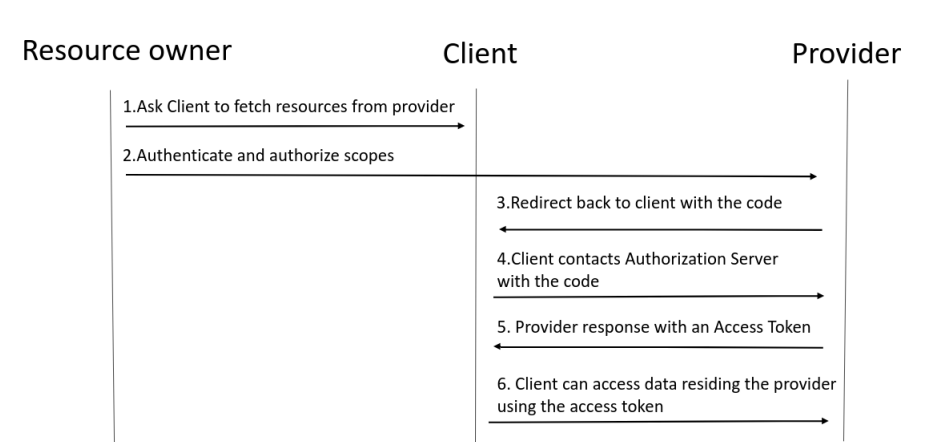 Resource owner
Client
Provider
1.Ask Client to fetch resources from provider
2.Authenticate and authorize scopes
3.Redirect back to client with the code
4.Client contacts Authorization Server
with the code
5. Provider response with an Access Token
6. Client can access data residing the provider
using the access token